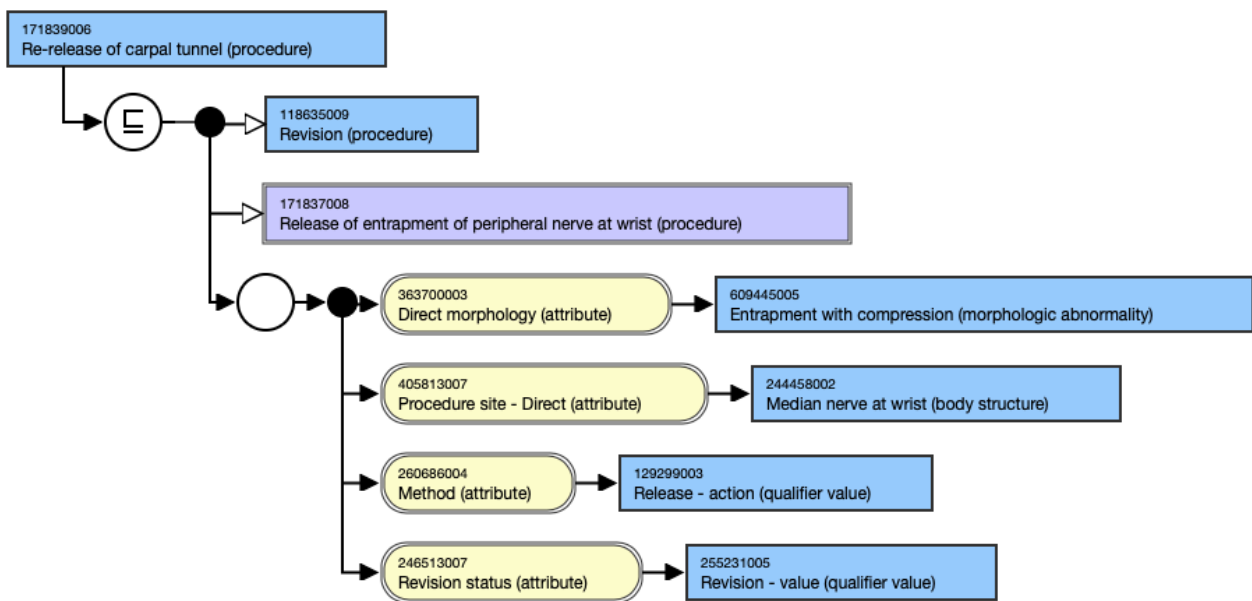 171839006
Re-release of carpal tunnel (procedure)
⊑
118635009
Revision (procedure)
171837008
Release of entrapment of peripheral nerve at wrist (procedure)
363700003
Direct morphology (attribute)
609445005
Entrapment with compression (morphologic abnormality)
405813007
Procedure site - Direct (attribute)
244458002
Median nerve at wrist (body structure)
260686004
Method (attribute)
129299003
Release - action (qualifier value)
246513007
Revision status (attribute)
255231005
Revision - value (qualifier value)